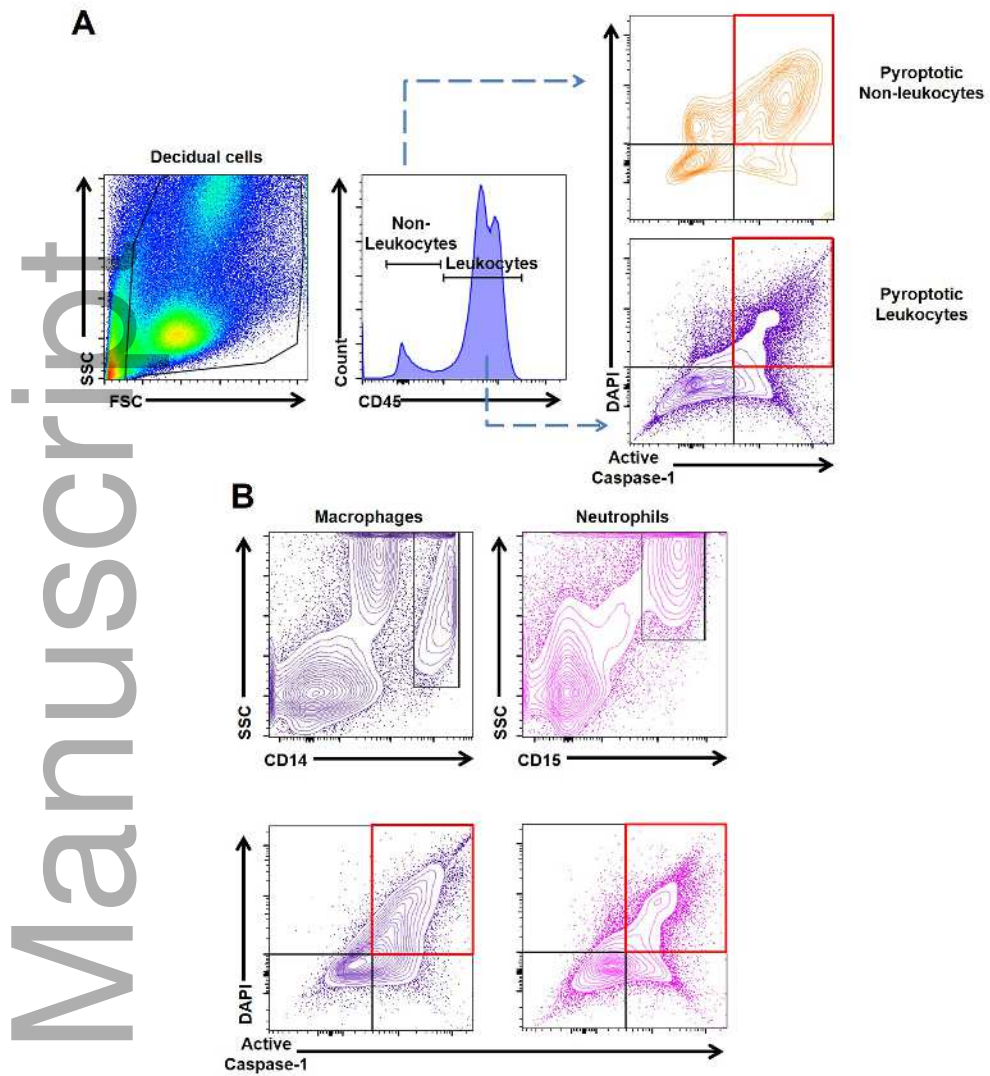 A
Decidual cells
SSC
FSC
Non-
Leukocytes
Leukocytes
Count
CD45
Pyroptotic
Non-leukocytes
Pyroptotic
Leukocytes
DAPI
Active
Caspase-1
B
Macrophages
Neutrophils
SSC
CD14
SSC
CD15
DAPI
Active
Caspase-1
Manuscript